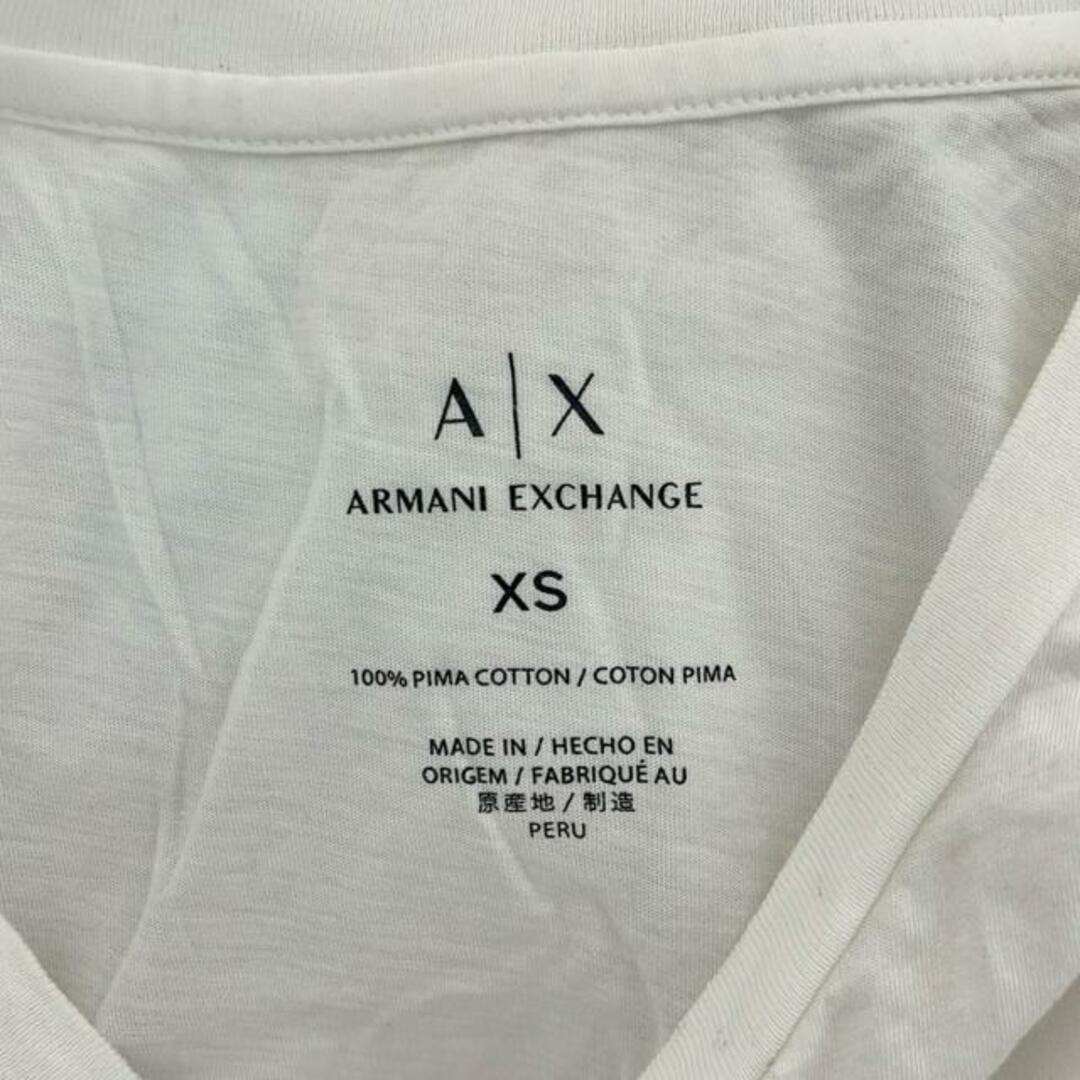 A|X
ARMANI EXCHANGE
XS
100% PIMA COTTON / COTON PIMA
MADE IN / HECHO EN
ORIGEM / FABRIQUÉ AU
原産地 / 制造
PERU